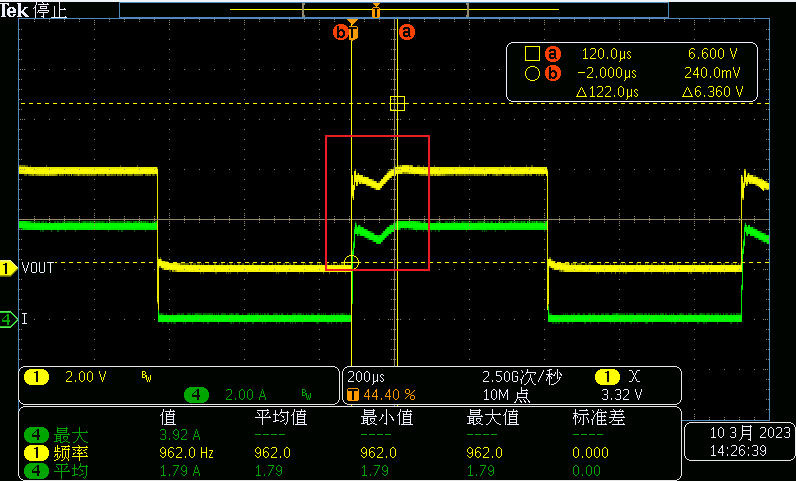 Tek 停止
T
b T a
a 120.0μs 6.600 V
b −2.000μs 240.0mV
△122.0μs △6.360 V
1 VOUT
4 I
1 2.00 V BW
4 2.00 A BW
200μs 2.50G次/秒 1 X
T 44.40 % 10M 点 3.32 V
值 平均值 最小值 最大值 标准差
4 最大 3.92 A ---- ---- ---- ----
1 频率 962.0 Hz 962.0 962.0 962.0 0.000
4 平均 1.79 A 1.79 1.79 1.79 0.00
10 3月 2023
14:26:39